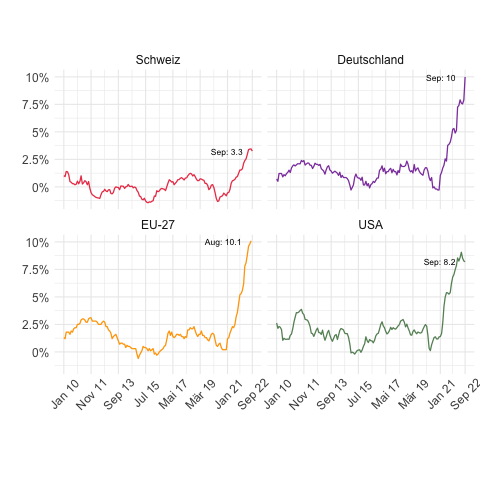 Schweiz
Deutschland
10%
7.5%
5%
2.5%
0%
Sep: 3.3
Sep: 10
EU-27
USA
10%
7.5%
5%
2.5%
0%
Aug: 10.1
Sep: 8.2
Jan 10
Nov 11
Sep 13
Jul 15
Mai 17
Mär 19
Jan 21
Sep 22
Jan 10
Nov 11
Sep 13
Jul 15
Mai 17
Mär 19
Jan 21
Sep 22